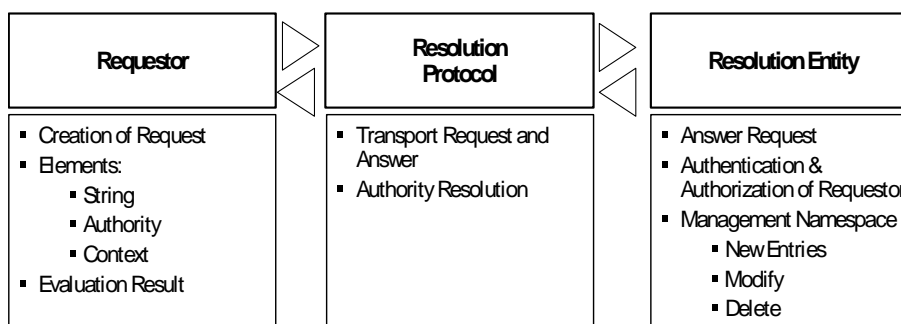 Requestor
Resolution
Protocol
Resolution Entity
▪ Creation of Request
▪ Elements:
▪ String
▪ Authority
▪ Context
▪ Evaluation Result
▪ Transport Request and
Answer
▪ Authority Resolution
▪ Answer Request
▪ Authentication &
Authorization of Requestor
▪ Management Namespace
▪ New Entries
▪ Modify
▪ Delete